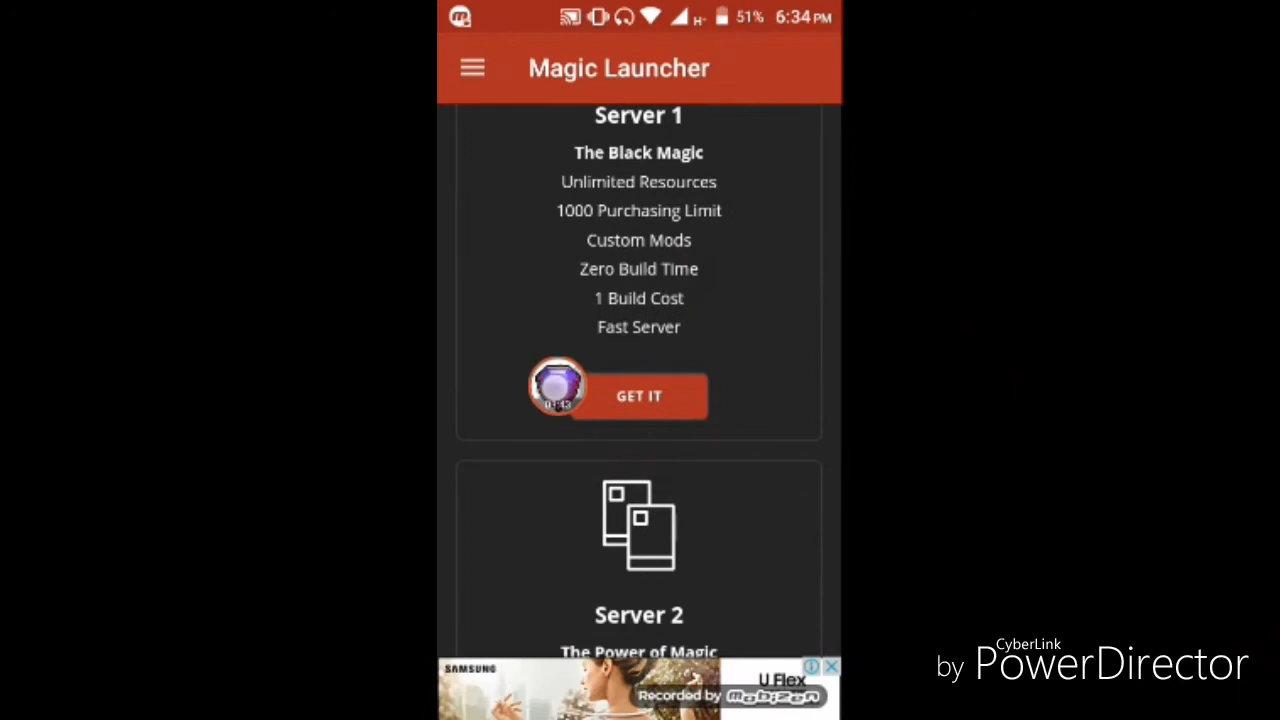 51% 6:34 PM
Magic Launcher
Server 1
The Black Magic
Unlimited Resources
1000 Purchasing Limit
Custom Mods
Zero Build Time
1 Build Cost
Fast Server
GET IT
Server 2
The Power of Magic
SAMSUNG
U Flex
Recorded by mobizen
CyberLink
by PowerDirector